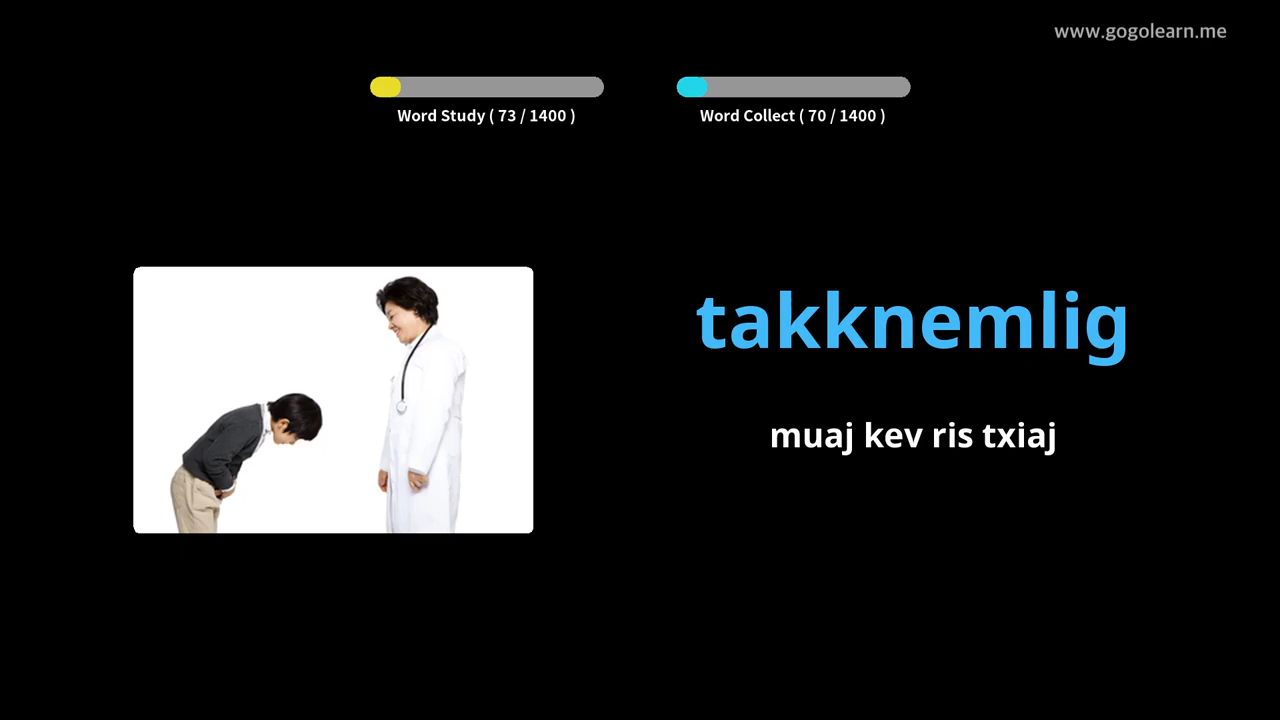 www.gogolearn.me
Word Study ( 73 / 1400 )
Word Collect ( 70 / 1400 )
takknemlig
muaj kev ris txiaj